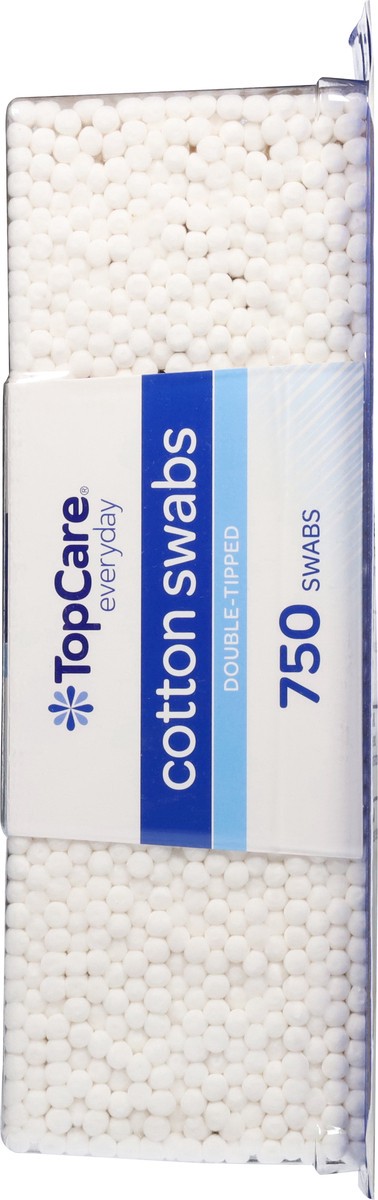 TopCare®
everyday
cotton swabs
DOUBLE-TIPPED
750 SWABS